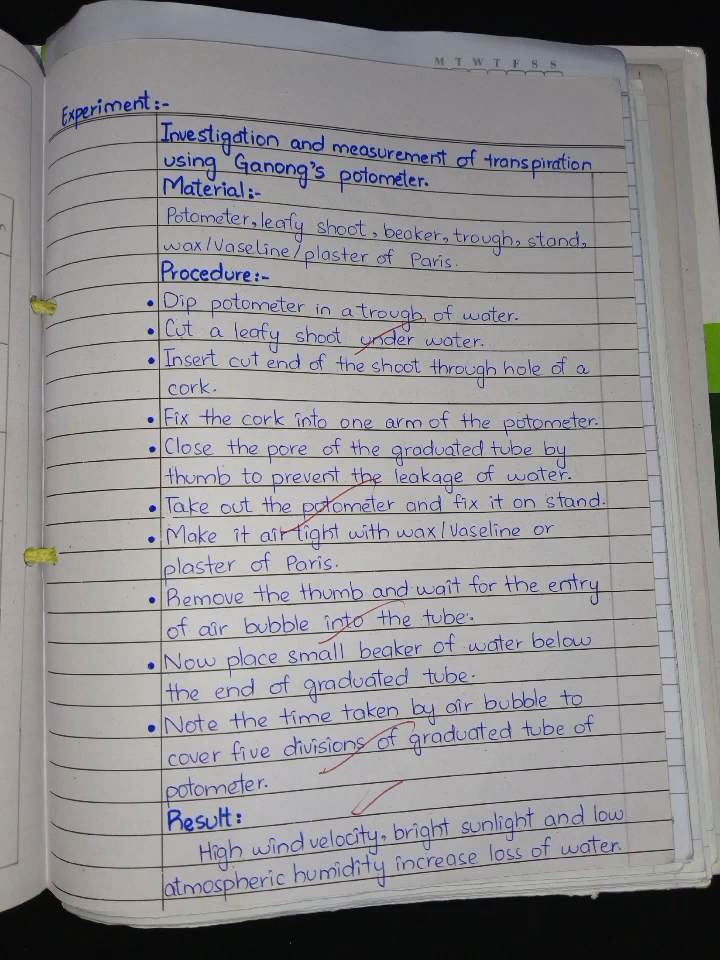 M T W T F S S
Experiment:-
Investigation and measurement of transpiration
using Ganong's potometer.
Material:-
Potometer, leafy shoot, beaker, trough, stand,
wax/Vaseline/plaster of Paris.
Procedure:-
• Dip potometer in a trough of water.
• Cut a leafy shoot under water.
• Insert cut end of the shoot through hole of a
cork.
• Fix the cork into one arm of the potometer.
• Close the pore of the graduated tube by
thumb to prevent the leakage of water.
• Take out the potometer and fix it on stand.
• Make it air tight with wax/Vaseline or
plaster of Paris.
• Remove the thumb and wait for the entry
of air bubble into the tube.
• Now place small beaker of water below
the end of graduated tube.
• Note the time taken by air bubble to
cover five divisions of graduated tube of
potometer.
Result:
High wind velocity, bright sunlight and low
atmospheric humidity increase loss of water.